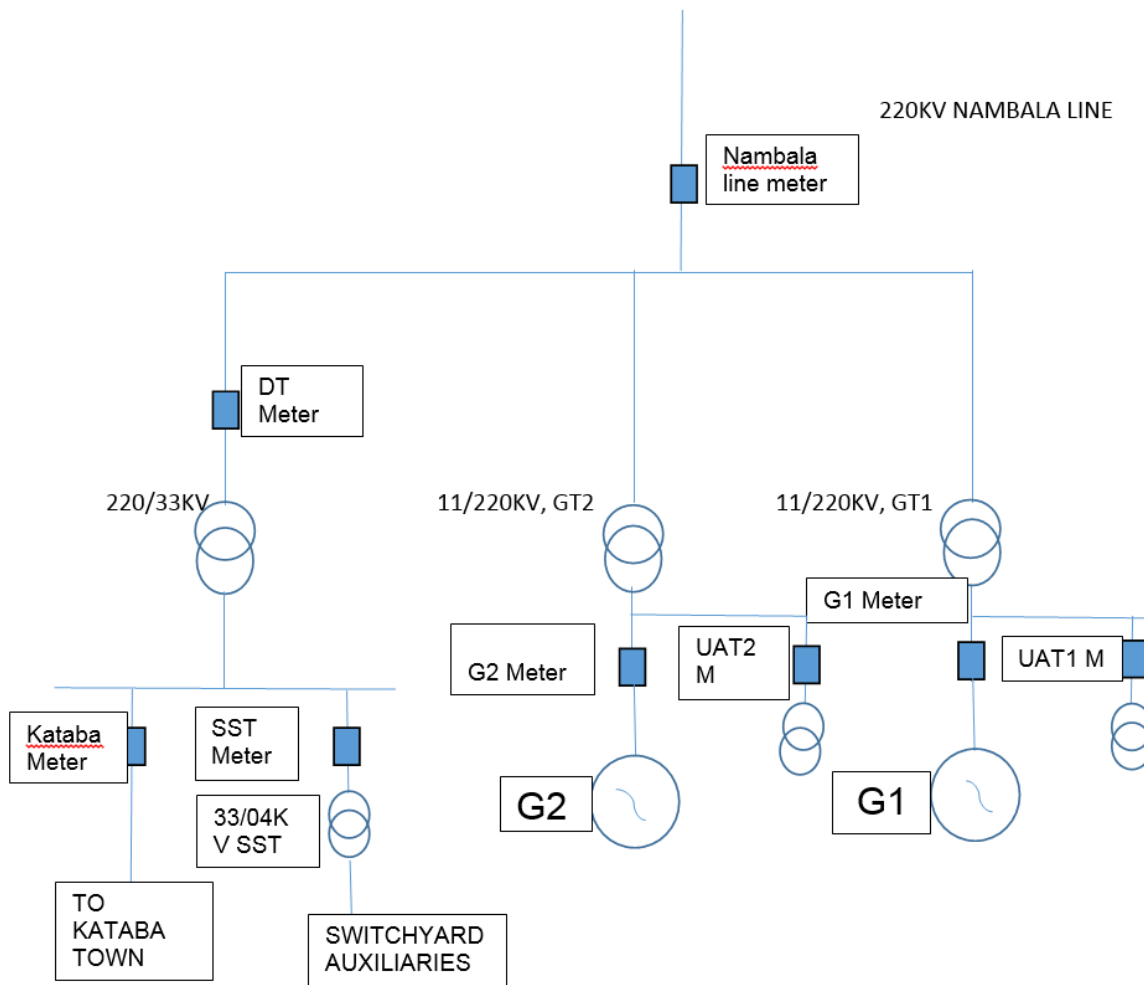 220KV NAMBALA LINE
Nambala
line meter
DT
Meter
220/33KV
11/220KV, GT2
11/220KV, GT1
G1 Meter
G2 Meter
UAT2
M
UAT1 M
Kataba
Meter
SST
Meter
G2
G1
33/04K
V SST
TO
KATABA
TOWN
SWITCHYARD
AUXILIARIES